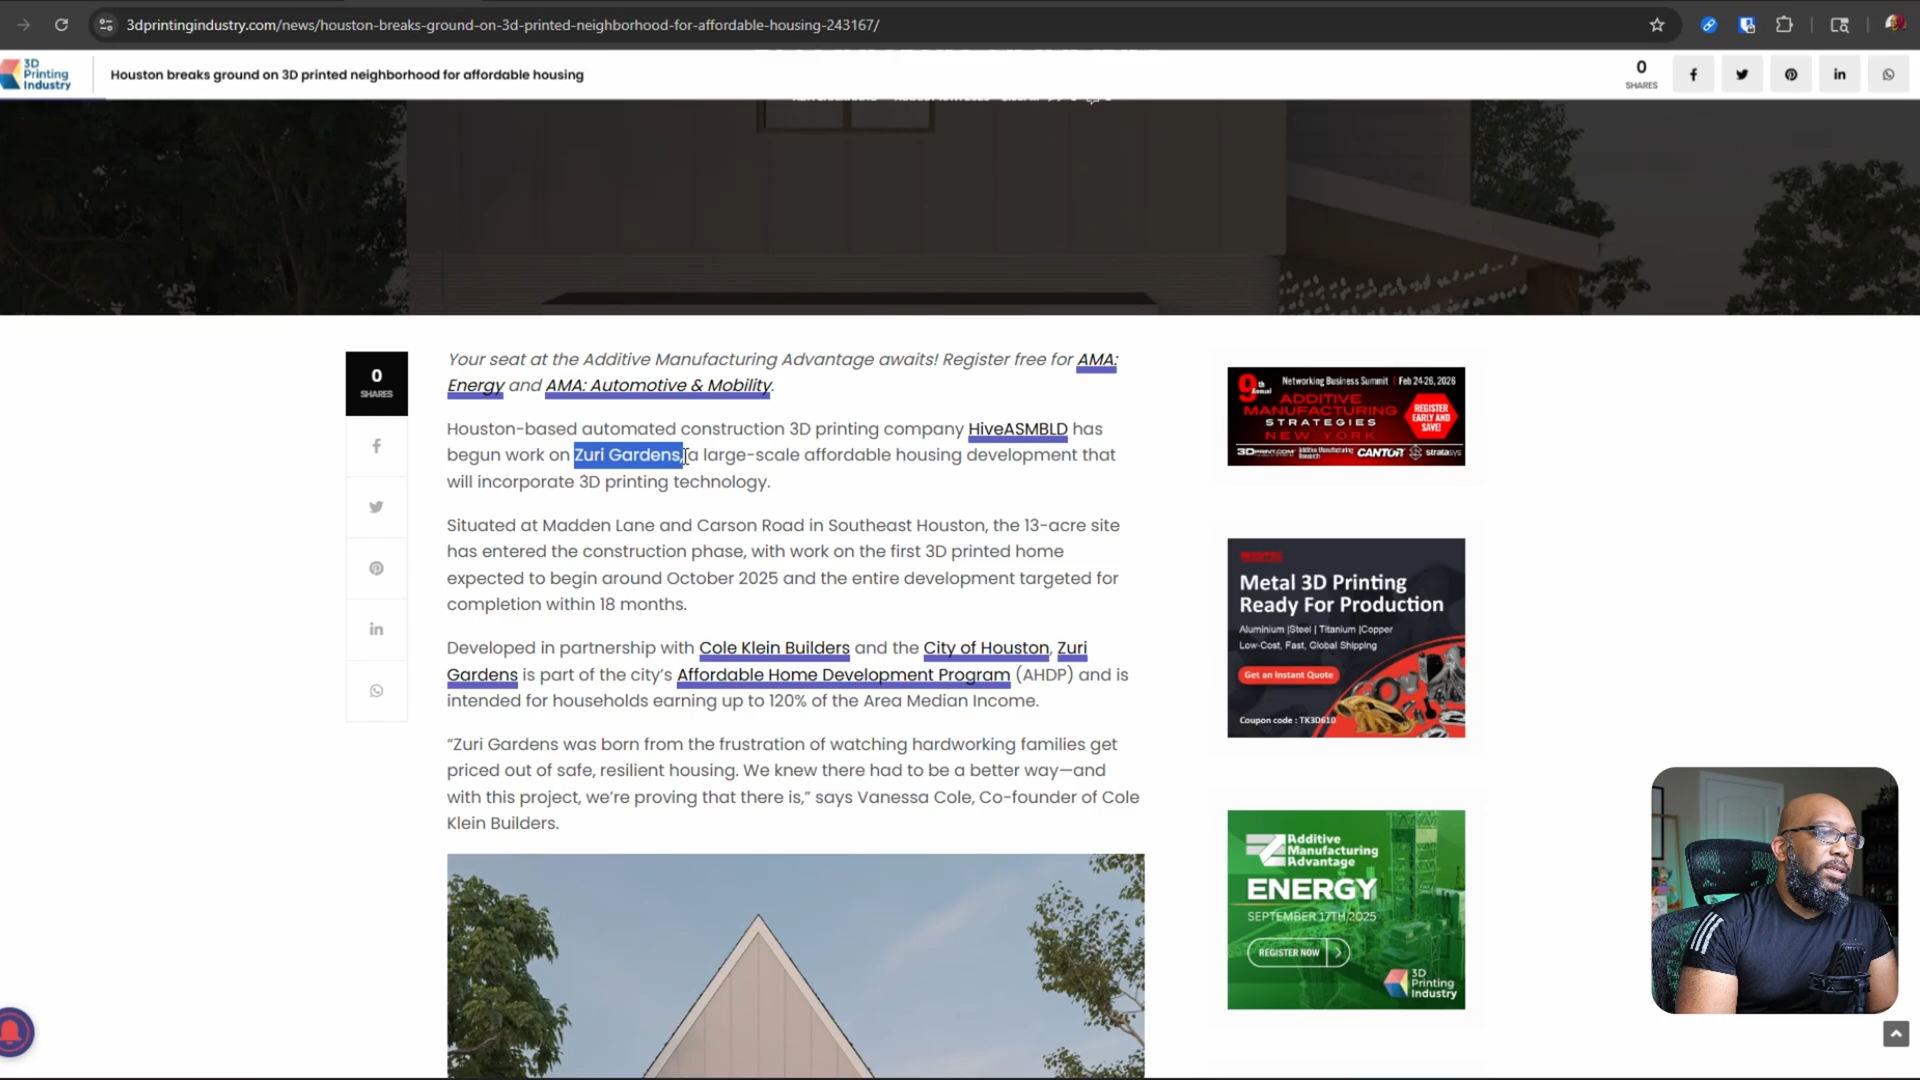 3dprintingindustry.com/news/houston-breaks-ground-on-3d-printed-neighborhood-for-affordable-housing-243167/
3D
Printing
Industry
Houston breaks ground on 3D printed neighborhood for affordable housing
0
SHARES
0
SHARES
Your seat at the Additive Manufacturing Advantage awaits! Register free for AMA:
Energy and AMA: Automotive & Mobility.
Houston-based automated construction 3D printing company HiveASMBLD has
begun work on Zuri Gardens, a large-scale affordable housing development that
will incorporate 3D printing technology.
Situated at Madden Lane and Carson Road in Southeast Houston, the 13-acre site
has entered the construction phase, with work on the first 3D printed home
expected to begin around October 2025 and the entire development targeted for
completion within 18 months.
Developed in partnership with Cole Klein Builders and the City of Houston, Zuri
Gardens is part of the city’s Affordable Home Development Program (AHDP) and is
intended for households earning up to 120% of the Area Median Income.
“Zuri Gardens was born from the frustration of watching hardworking families get
priced out of safe, resilient housing. We knew there had to be a better way—and
with this project, we’re proving that there is,” says Vanessa Cole, Co-founder of Cole
Klein Builders.
9th Annual
Networking Business Summit | Feb 24-26, 2026
ADDITIVE
MANUFACTURING
STRATEGIES
NEW YORK
REGISTER
EARLY AND
SAVE!
3DPRINT.COM Additive Manufacturing Research CANTOR stratasys
Metal 3D Printing
Ready For Production
Aluminium |Steel | Titanium |Copper
Low-Cost, Fast, Global Shipping
Get an Instant Quote
Coupon code : TK3D610
Additive
Manufacturing
Advantage
ENERGY
SEPTEMBER 17TH 2025
REGISTER NOW
3D
Printing
Industry